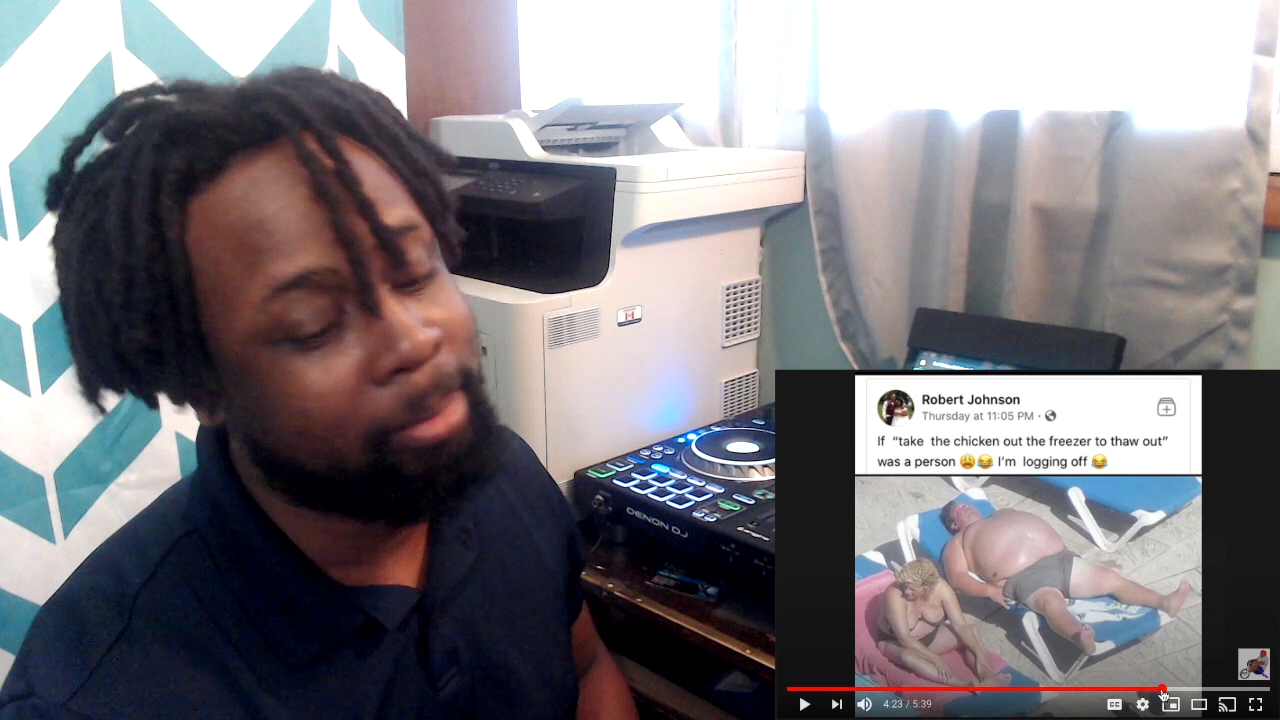 DENON DJ
Robert Johnson
Thursday at 11:05 PM ·
If “take the chicken out the freezer to thaw out”
was a person 😩😂 I’m logging off 😂
4:23 / 5:39